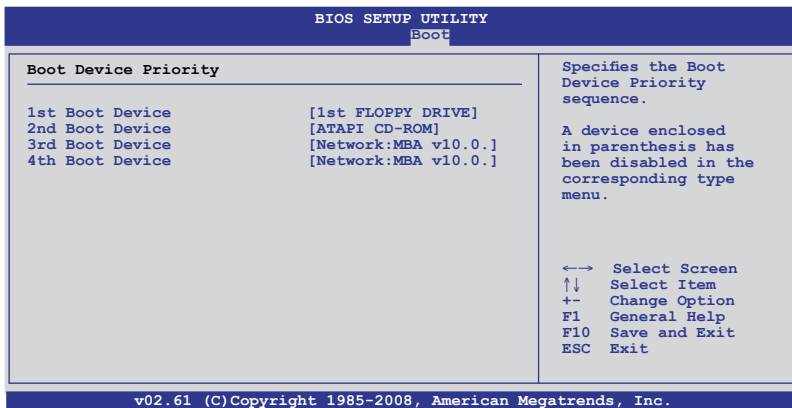 BIOS SETUP UTILITY
Boot
Boot Device Priority
1st Boot Device [1st FLOPPY DRIVE]
2nd Boot Device [ATAPI CD-ROM]
3rd Boot Device [Network:MBA v10.0.]
4th Boot Device [Network:MBA v10.0.]
Specifies the Boot
Device Priority
sequence.
A device enclosed
in parenthesis has
been disabled in the
corresponding type
menu.
←→ Select Screen
↑↓ Select Item
+- Change Option
F1 General Help
F10 Save and Exit
ESC Exit
v02.61 (C)Copyright 1985-2008, American Megatrends, Inc.